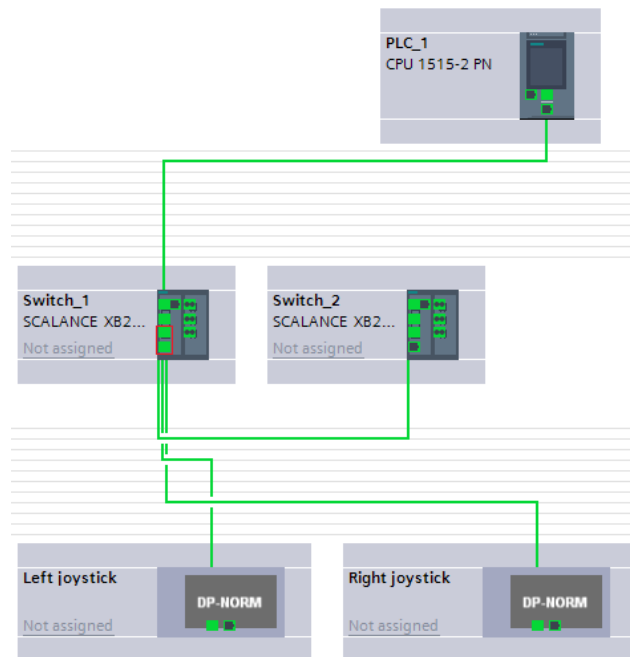 PLC_1
CPU 1515-2 PN
Switch_1
SCALANCE XB2...
Not assigned
Switch_2
SCALANCE XB2...
Not assigned
Left joystick
DP-NORM
Not assigned
Right joystick
DP-NORM
Not assigned